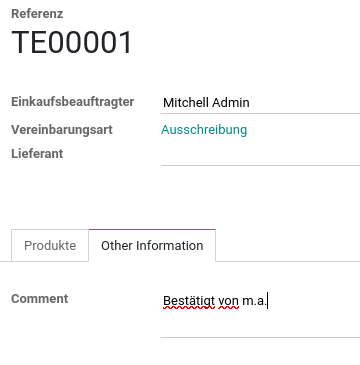 Referenz
TE00001
Einkaufsbeauftragter Mitchell Admin
Vereinbarungsart Ausschreibung
Lieferant
Produkte Other Information
Comment Bestätigt von m.a.